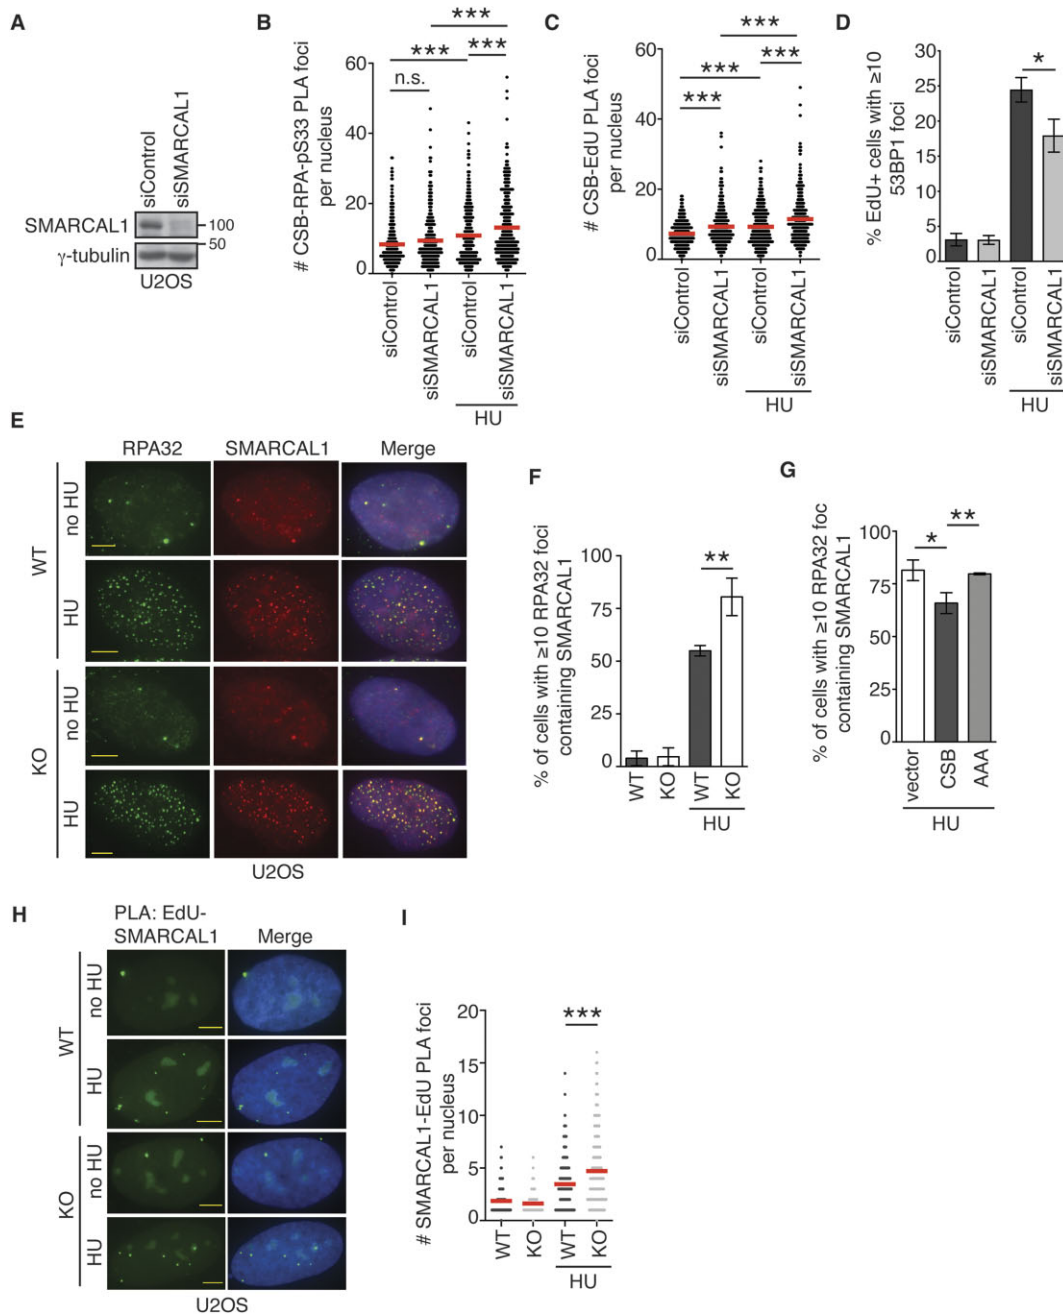 A
siControl
siSMARCAL1
SMARCAL1
100
50
γ-tubulin
U2OS
B
# CSB-RPA-pS33 PLA foci
per nucleus
60
40
20
0
n.s.
***
***
***
siControl
siSMARCAL1
siControl
siSMARCAL1
HU
C
# CSB-EdU PLA foci
per nucleus
60
40
20
0
***
***
***
***
siControl
siSMARCAL1
siControl
siSMARCAL1
HU
D
% EdU+ cells with ≥10
53BP1 foci
30
25
20
15
10
5
0
*
siControl
siSMARCAL1
siControl
siSMARCAL1
HU
E
RPA32
SMARCAL1
Merge
WT
no HU
HU
KO
no HU
HU
U2OS
F
% of cells with ≥10 RPA32 foci
containing SMARCAL1
100
75
50
25
0
**
WT
KO
WT
KO
HU
G
% of cells with ≥10 RPA32 foc
containing SMARCAL1
100
75
50
25
0
*
**
vector
CSB
AAA
HU
H
PLA: EdU-
SMARCAL1
Merge
WT
no HU
HU
KO
no HU
HU
U2OS
I
# SMARCAL1-EdU PLA foci
per nucleus
20
15
10
5
0
***
WT
KO
WT
KO
HU